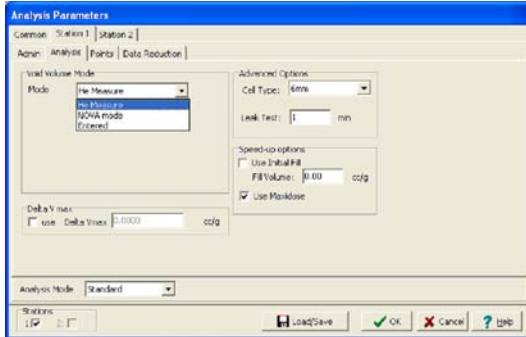 Analysis Parameters
Common Station 1 Station 2
Admin Analysis Points Data Reduction
Void Volume Mode
Mode He Measure
He Measure
NOVA mode
Entered
Advanced Options
Cell Type: 6mm
Leak Test: 1 min
Speed-up options
Use Initial Fill
Fill Volume: 0.00 cc/g
Use Maxidose
Delta V max
use Delta Vmax 0.0000 cc/g
Analysis Mode Standard
Stations
1: 2:
Load/Save OK Cancel Help